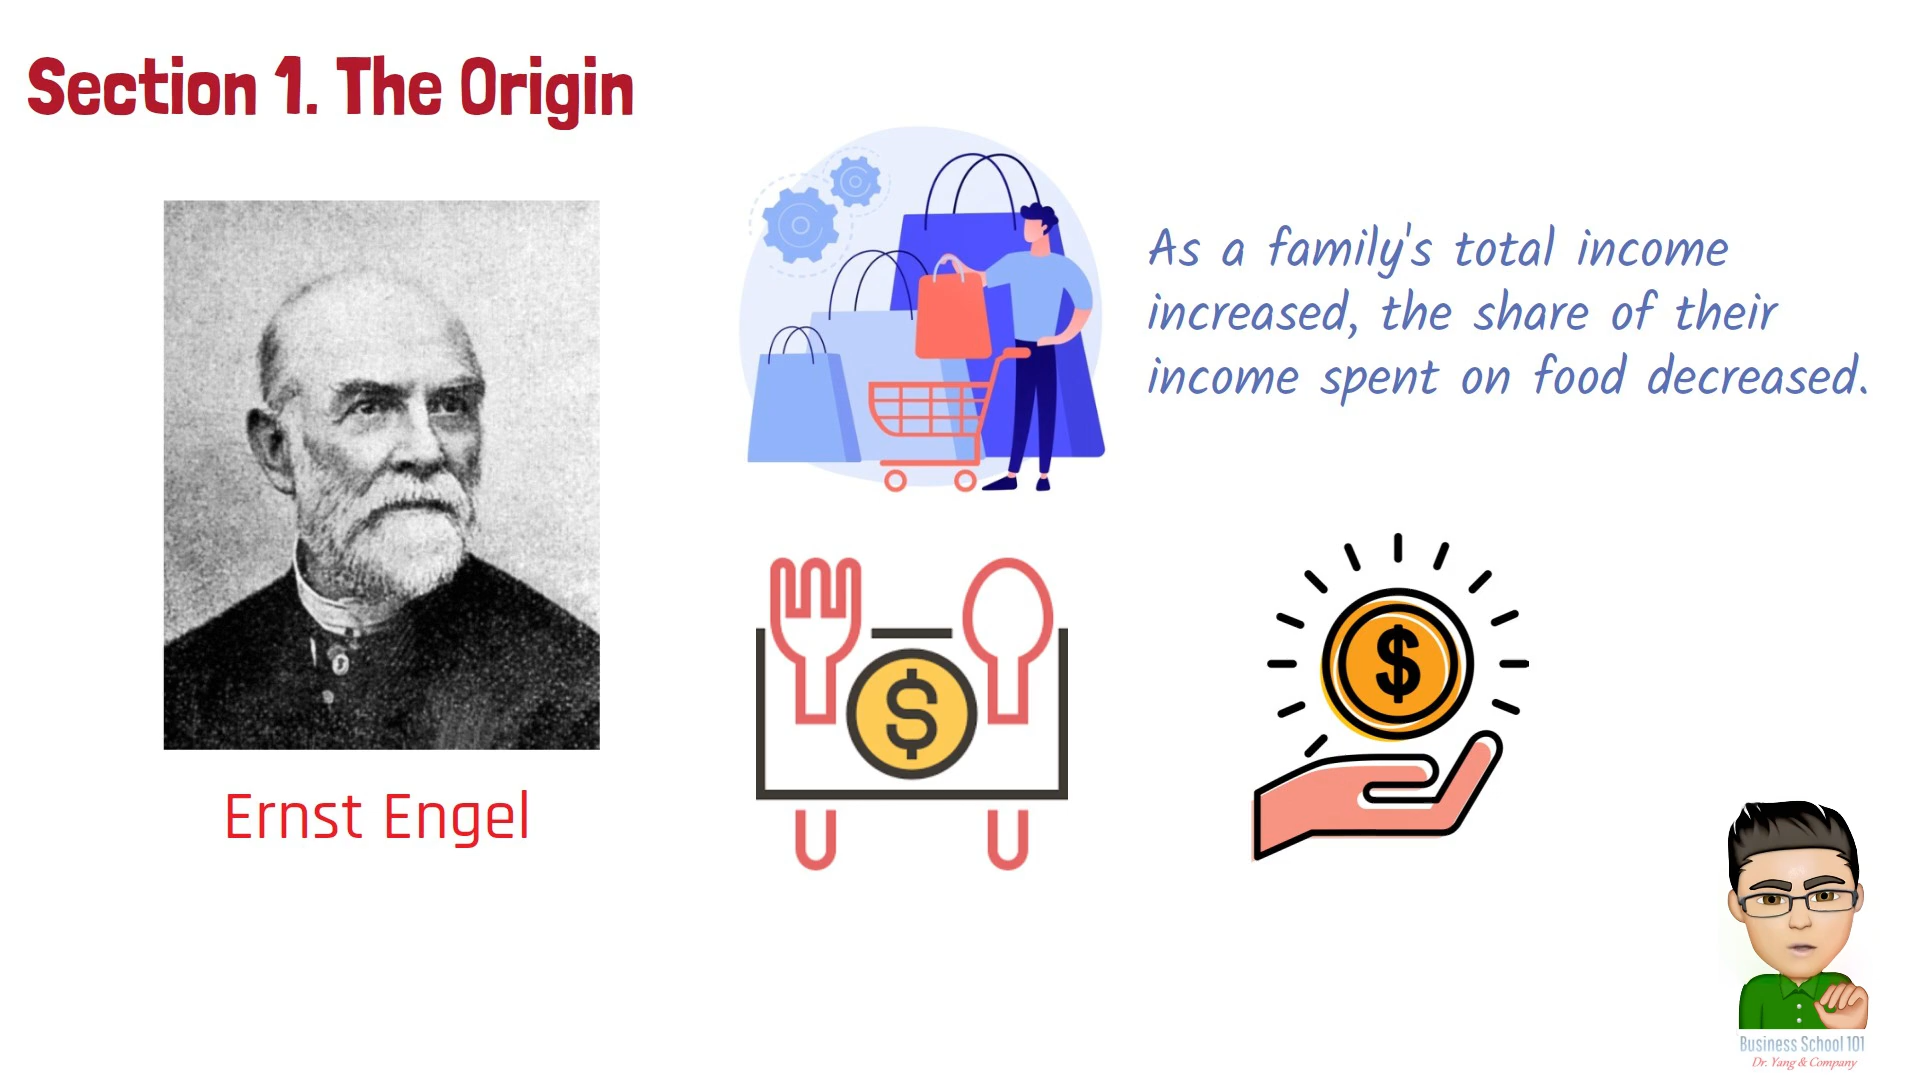 Section 1. The Origin
As a family's total income
increased, the share of their
income spent on food decreased.
$
$
Ernst Engel
Business School 101
Dr. Yang & Company